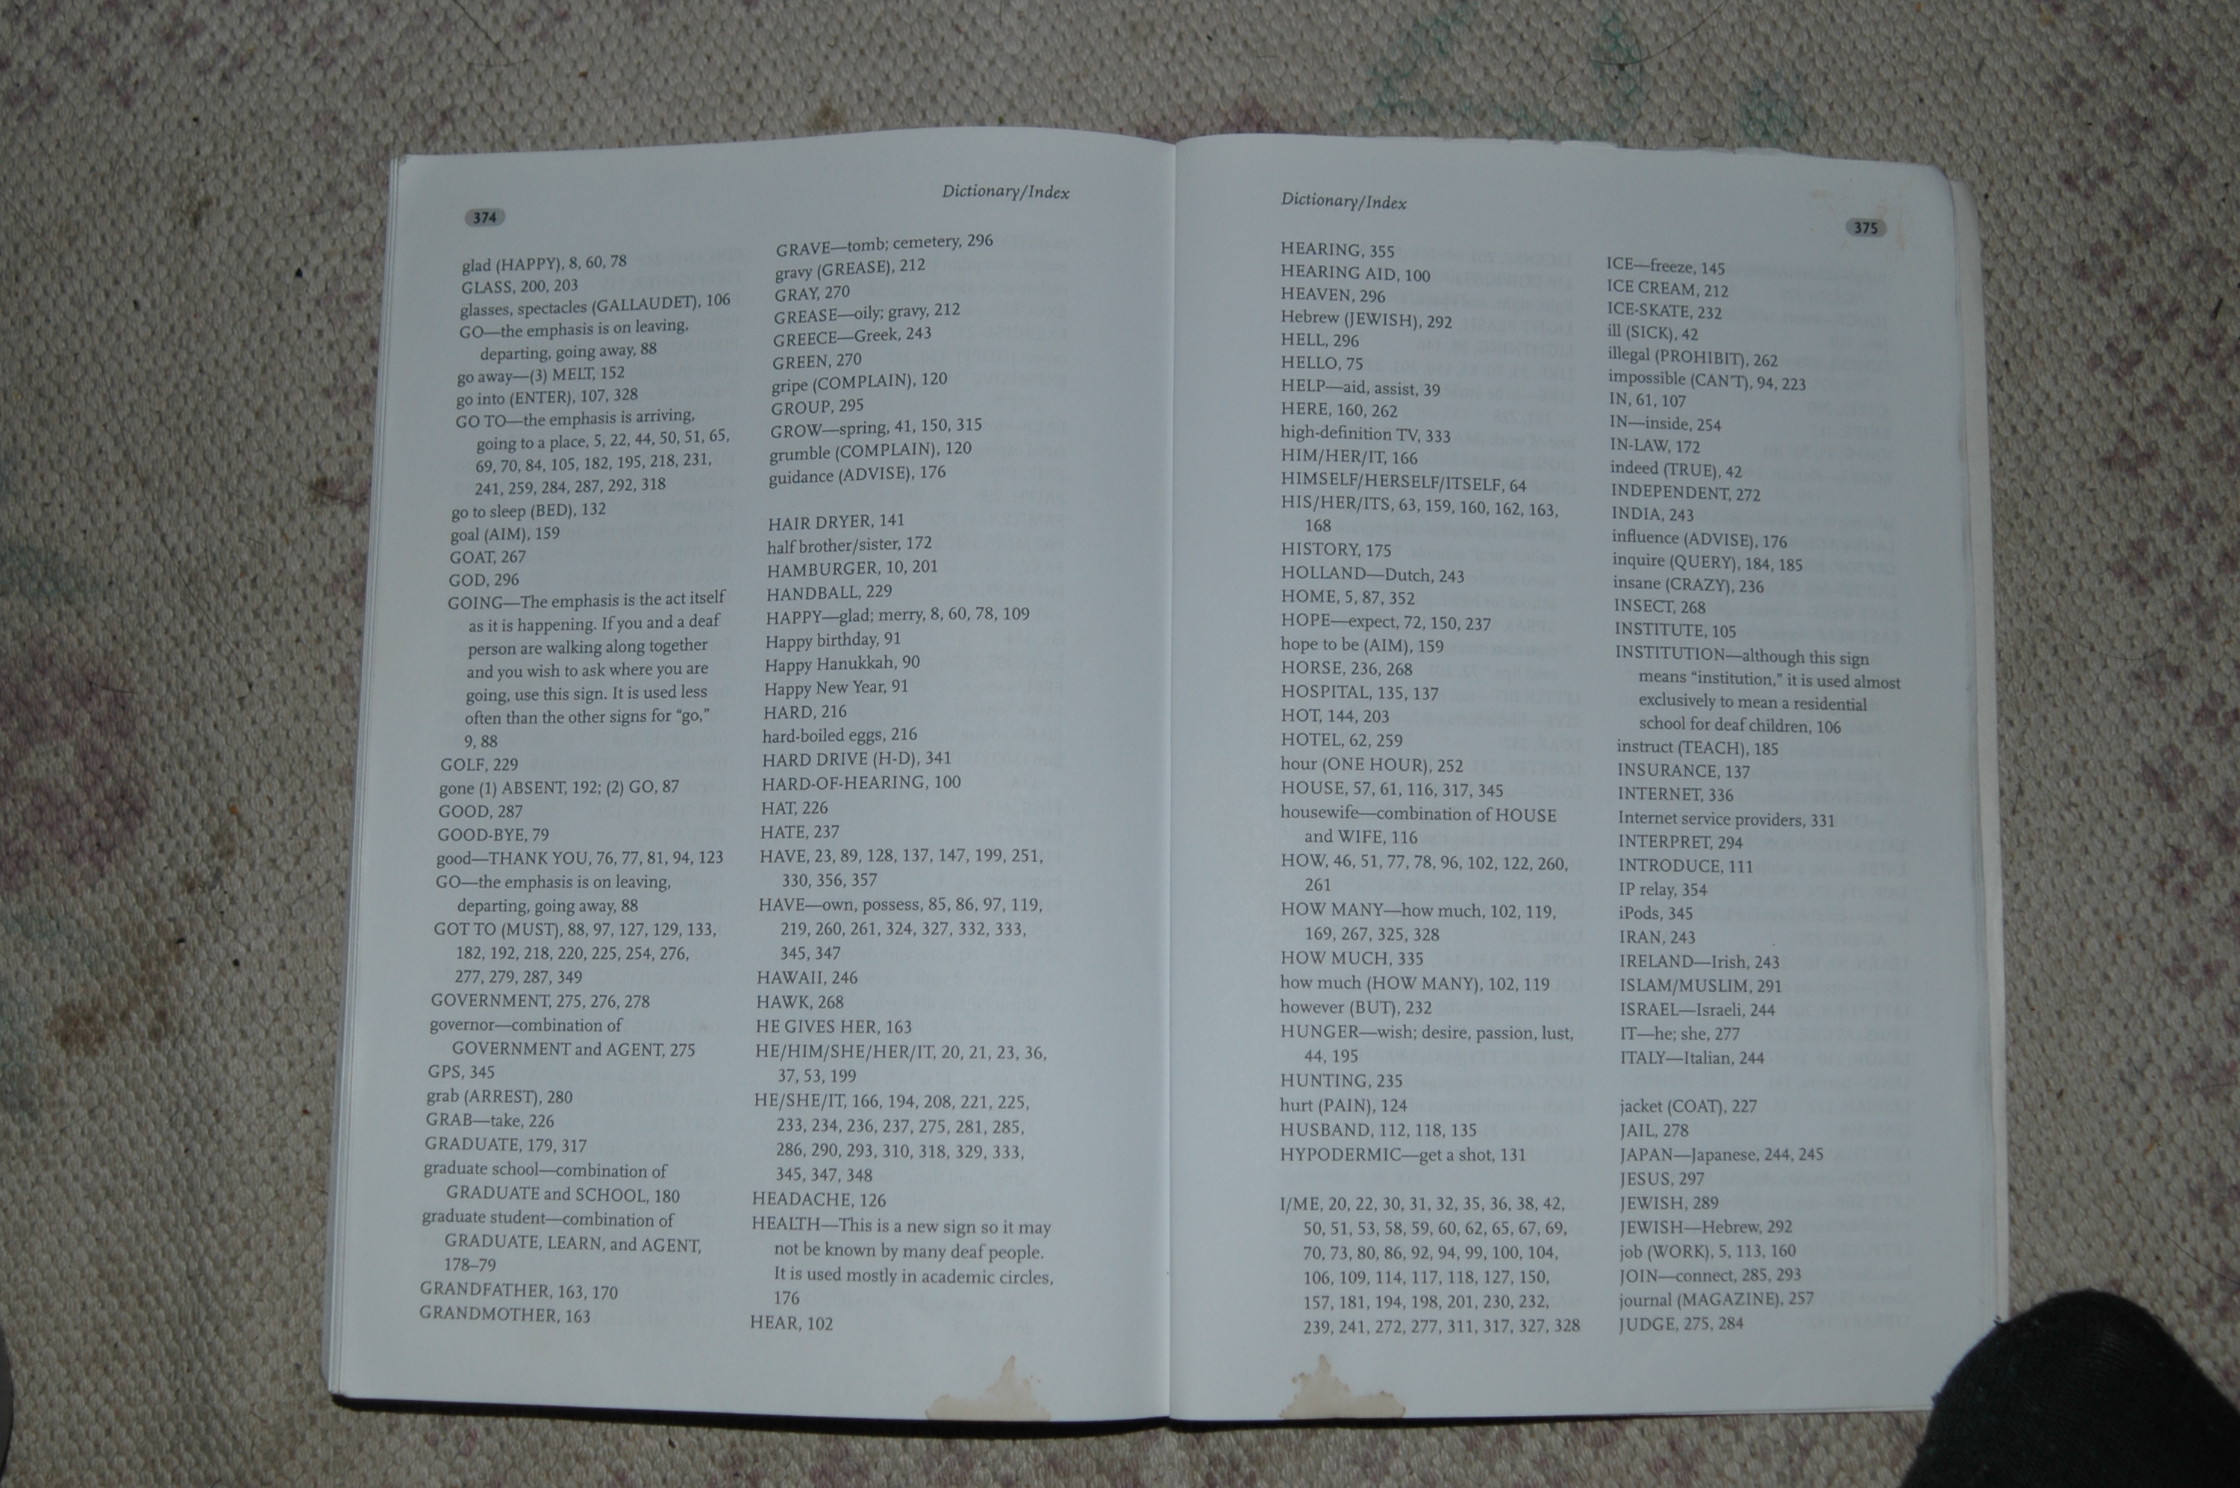 374
Dictionary/Index
glad (HAPPY), 8, 60, 78
GLASS, 200, 203
glasses, spectacles (GALLAUDET), 106
GO—the emphasis is on leaving,
departing, going away, 88
go away—(3) MELT, 152
go into (ENTER), 107, 328
GO TO—the emphasis is arriving,
going to a place, 5, 22, 44, 50, 51, 65,
69, 70, 84, 105, 182, 195, 218, 231,
241, 259, 284, 287, 292, 318
go to sleep (BED), 132
goal (AIM), 159
GOAT, 267
GOD, 296
GOING—The emphasis is the act itself
as it is happening. If you and a deaf
person are walking along together
and you wish to ask where you are
going, use this sign. It is used less
often than the other signs for “go,”
9, 88
GOLF, 229
gone (1) ABSENT, 192; (2) GO, 87
GOOD, 287
GOOD-BYE, 79
good—THANK YOU, 76, 77, 81, 94, 123
GO—the emphasis is on leaving,
departing, going away, 88
GOT TO (MUST), 88, 97, 127, 129, 133,
182, 192, 218, 220, 225, 254, 276,
277, 279, 287, 349
GOVERNMENT, 275, 276, 278
governor—combination of
GOVERNMENT and AGENT, 275
GPS, 345
grab (ARREST), 280
GRAB—take, 226
GRADUATE, 179, 317
graduate school—combination of
GRADUATE and SCHOOL, 180
graduate student—combination of
GRADUATE, LEARN, and AGENT,
178–79
GRANDFATHER, 163, 170
GRANDMOTHER, 163
GRAVE—tomb; cemetery, 296
gravy (GREASE), 212
GRAY, 270
GREASE—oily; gravy, 212
GREECE—Greek, 243
GREEN, 270
gripe (COMPLAIN), 120
GROUP, 295
GROW—spring, 41, 150, 315
grumble (COMPLAIN), 120
guidance (ADVISE), 176
HAIR DRYER, 141
half brother/sister, 172
HAMBURGER, 10, 201
HANDBALL, 229
HAPPY—glad; merry, 8, 60, 78, 109
Happy birthday, 91
Happy Hanukkah, 90
Happy New Year, 91
HARD, 216
hard-boiled eggs, 216
HARD DRIVE (H-D), 341
HARD-OF-HEARING, 100
HAT, 226
HATE, 237
HAVE, 23, 89, 128, 137, 147, 199, 251,
330, 356, 357
HAVE—own, possess, 85, 86, 97, 119,
219, 260, 261, 324, 327, 332, 333,
345, 347
HAWAII, 246
HAWK, 268
HE GIVES HER, 163
HE/HIM/SHE/HER/IT, 20, 21, 23, 36,
37, 53, 199
HE/SHE/IT, 166, 194, 208, 221, 225,
233, 234, 236, 237, 275, 281, 285,
286, 290, 293, 310, 318, 329, 333,
345, 347, 348
HEADACHE, 126
HEALTH—This is a new sign so it may
not be known by many deaf people.
It is used mostly in academic circles,
176
HEAR, 102
Dictionary/Index
375
HEARING, 355
HEARING AID, 100
HEAVEN, 296
Hebrew (JEWISH), 292
HELL, 296
HELLO, 75
HELP—aid, assist, 39
HERE, 160, 262
high-definition TV, 333
HIM/HER/IT, 166
HIMSELF/HERSELF/ITSELF, 64
HIS/HER/ITS, 63, 159, 160, 162, 163,
168
HISTORY, 175
HOLLAND—Dutch, 243
HOME, 5, 87, 352
HOPE—expect, 72, 150, 237
hope to be (AIM), 159
HORSE, 236, 268
HOSPITAL, 135, 137
HOT, 144, 203
HOTEL, 62, 259
hour (ONE HOUR), 252
HOUSE, 57, 61, 116, 317, 345
housewife—combination of HOUSE
and WIFE, 116
HOW, 46, 51, 77, 78, 96, 102, 122, 260,
261
HOW MANY—how much, 102, 119,
169, 267, 325, 328
HOW MUCH, 335
how much (HOW MANY), 102, 119
however (BUT), 232
HUNGER—wish; desire, passion, lust,
44, 195
HUNTING, 235
hurt (PAIN), 124
HUSBAND, 112, 118, 135
HYPODERMIC—get a shot, 131
I/ME, 20, 22, 30, 31, 32, 35, 36, 38, 42,
50, 51, 53, 58, 59, 60, 62, 65, 67, 69,
70, 73, 80, 86, 92, 94, 99, 100, 104,
106, 109, 114, 117, 118, 127, 150,
157, 181, 194, 198, 201, 230, 232,
239, 241, 272, 277, 311, 317, 327, 328
ICE—freeze, 145
ICE CREAM, 212
ICE-SKATE, 232
ill (SICK), 42
illegal (PROHIBIT), 262
impossible (CAN'T), 94, 223
IN, 61, 107
IN—inside, 254
IN-LAW, 172
indeed (TRUE), 42
INDEPENDENT, 272
INDIA, 243
influence (ADVISE), 176
inquire (QUERY), 184, 185
insane (CRAZY), 236
INSECT, 268
INSTITUTE, 105
INSTITUTION—although this sign
means “institution,” it is used almost
exclusively to mean a residential
school for deaf children, 106
instruct (TEACH), 185
INSURANCE, 137
INTERNET, 336
Internet service providers, 331
INTERPRET, 294
INTRODUCE, 111
IP relay, 354
iPods, 345
IRAN, 243
IRELAND—Irish, 243
ISLAM/MUSLIM, 291
ISRAEL—Israeli, 244
IT—he; she, 277
ITALY—Italian, 244
jacket (COAT), 227
JAIL, 278
JAPAN—Japanese, 244, 245
JESUS, 297
JEWISH, 289
JEWISH—Hebrew, 292
job (WORK), 5, 113, 160
JOIN—connect, 285, 293
journal (MAGAZINE), 257
JUDGE, 275, 284